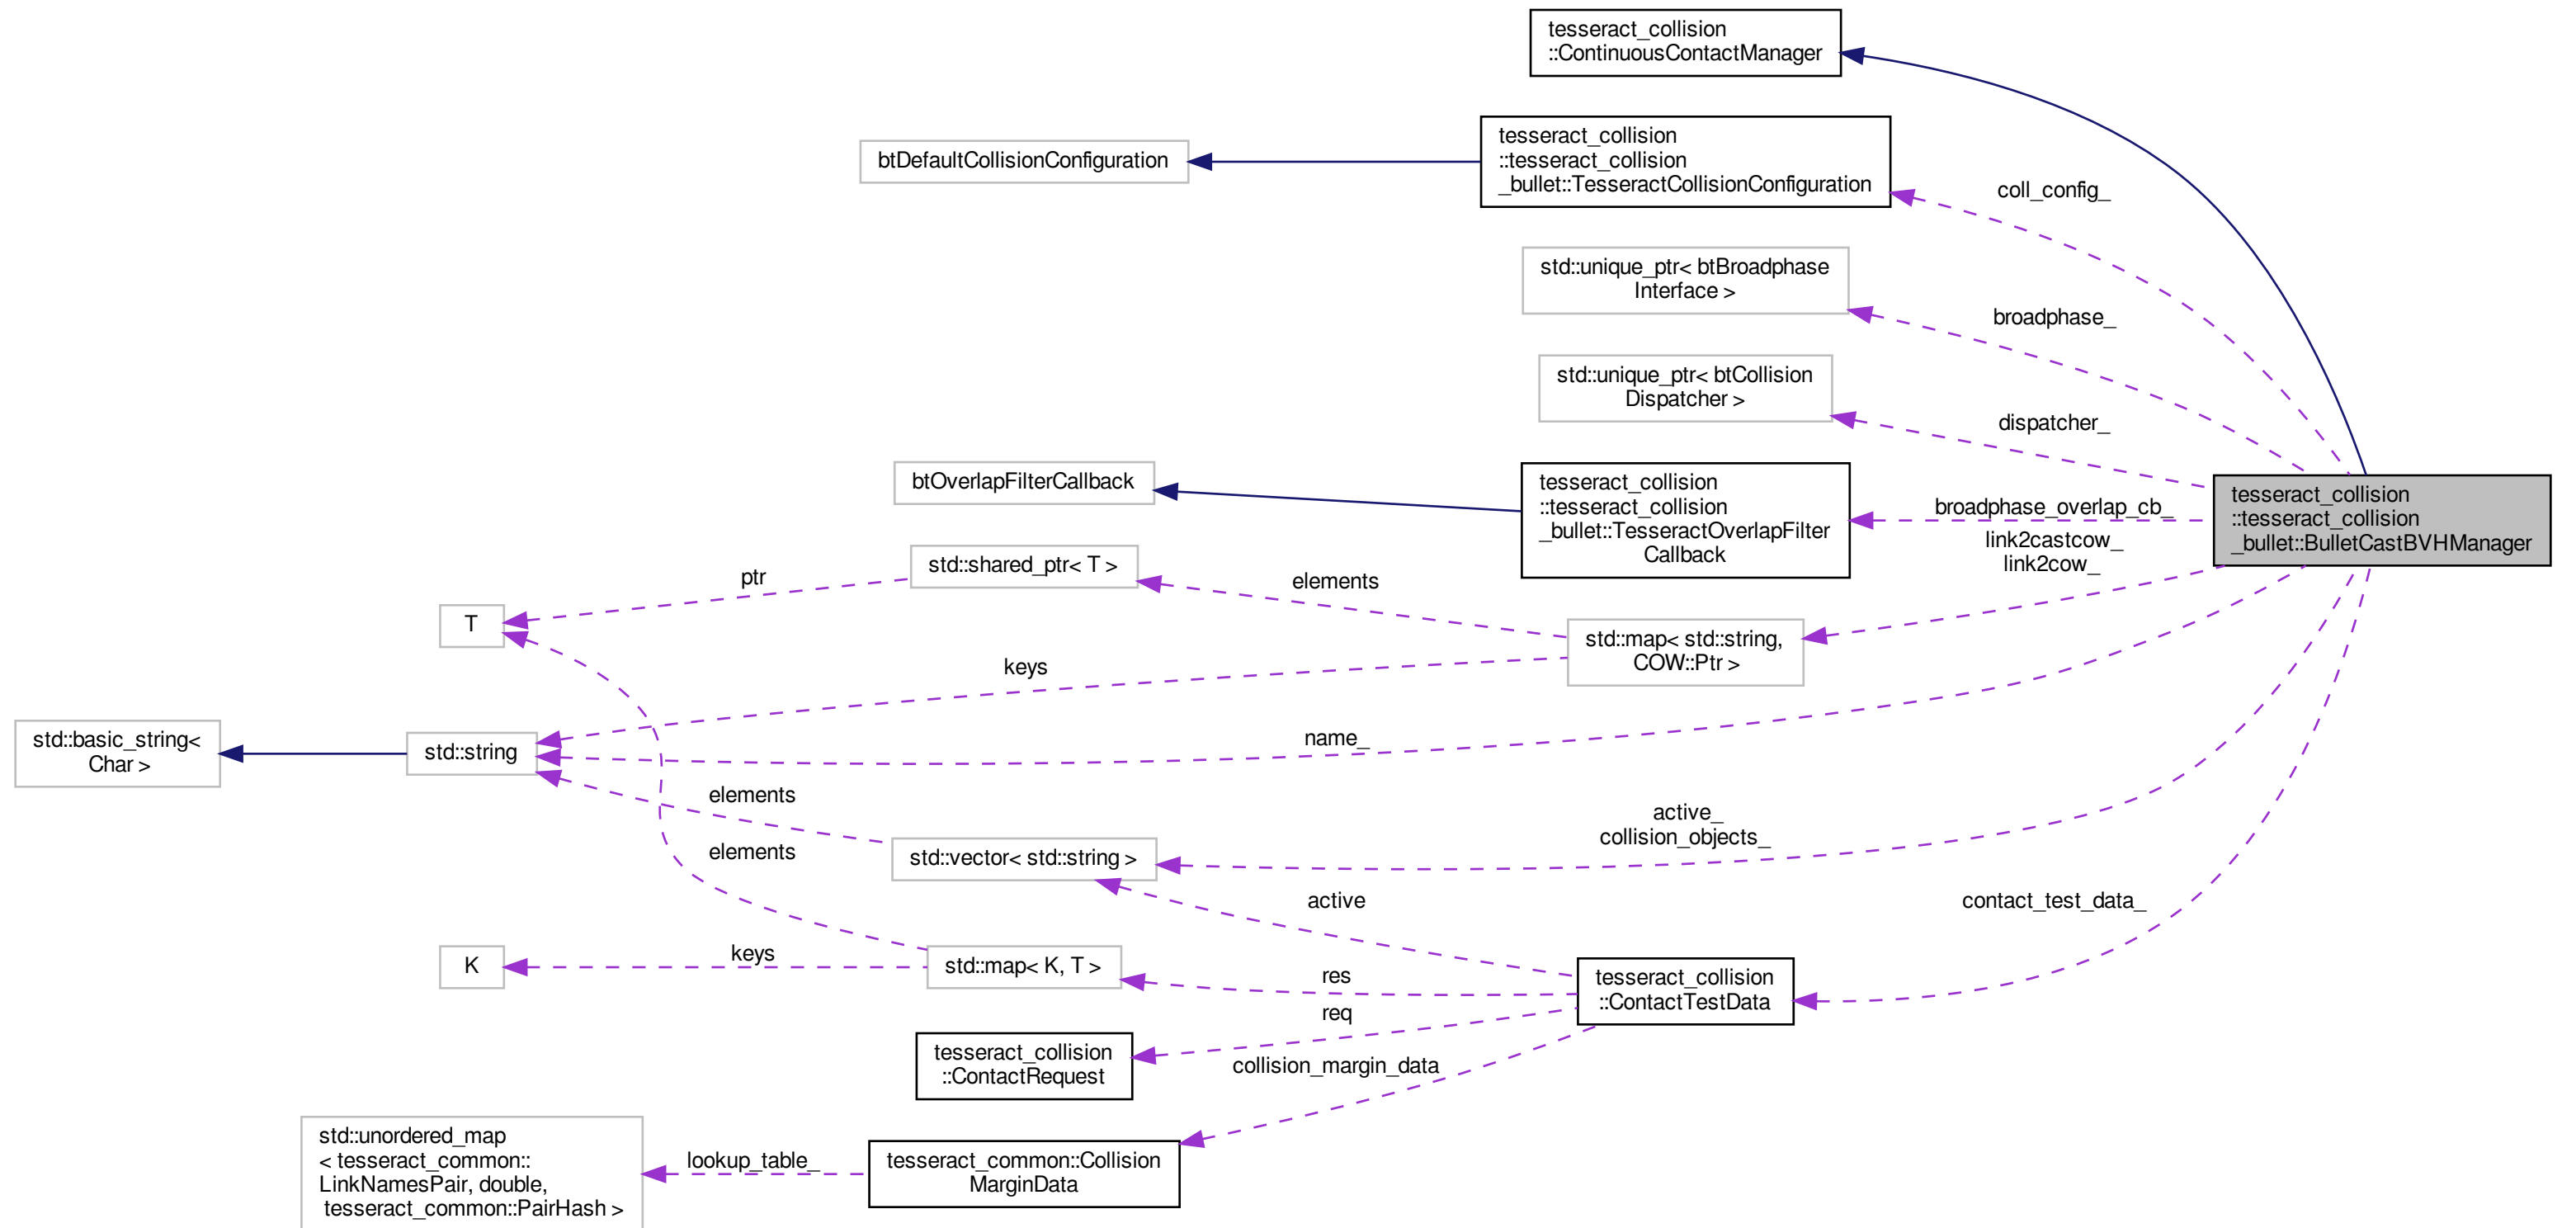 tesseract_collision
::ContinuousContactManager
tesseract_collision
::tesseract_collision
_bullet::TesseractCollisionConfiguration
btDefaultCollisionConfiguration
coll_config_
std::unique_ptr< btBroadphase
Interface >
broadphase_
std::unique_ptr< btCollision
Dispatcher >
dispatcher_
btOverlapFilterCallback
tesseract_collision
::tesseract_collision
_bullet::TesseractOverlapFilter
Callback
broadphase_overlap_cb_
tesseract_collision
::tesseract_collision
_bullet::BulletCastBVHManager
link2castcow_
link2cow_
std::shared_ptr< T >
ptr
elements
T
std::map< std::string,
COW::Ptr >
keys
std::basic_string<
Char >
std::string
name_
elements
active_
collision_objects_
elements
std::vector< std::string >
active
contact_test_data_
K
keys
std::map< K, T >
res
tesseract_collision
::ContactTestData
req
tesseract_collision
::ContactRequest
collision_margin_data
std::unordered_map
< tesseract_common::
LinkNamesPair, double,
tesseract_common::PairHash >
lookup_table_
tesseract_common::Collision
MarginData